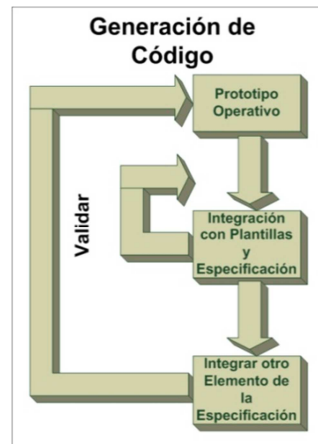 Generación de
Código
Prototipo
Operativo
Validar
Integración
con Plantillas
y
Especificación
Integrar otro
Elemento de
la
Especificación